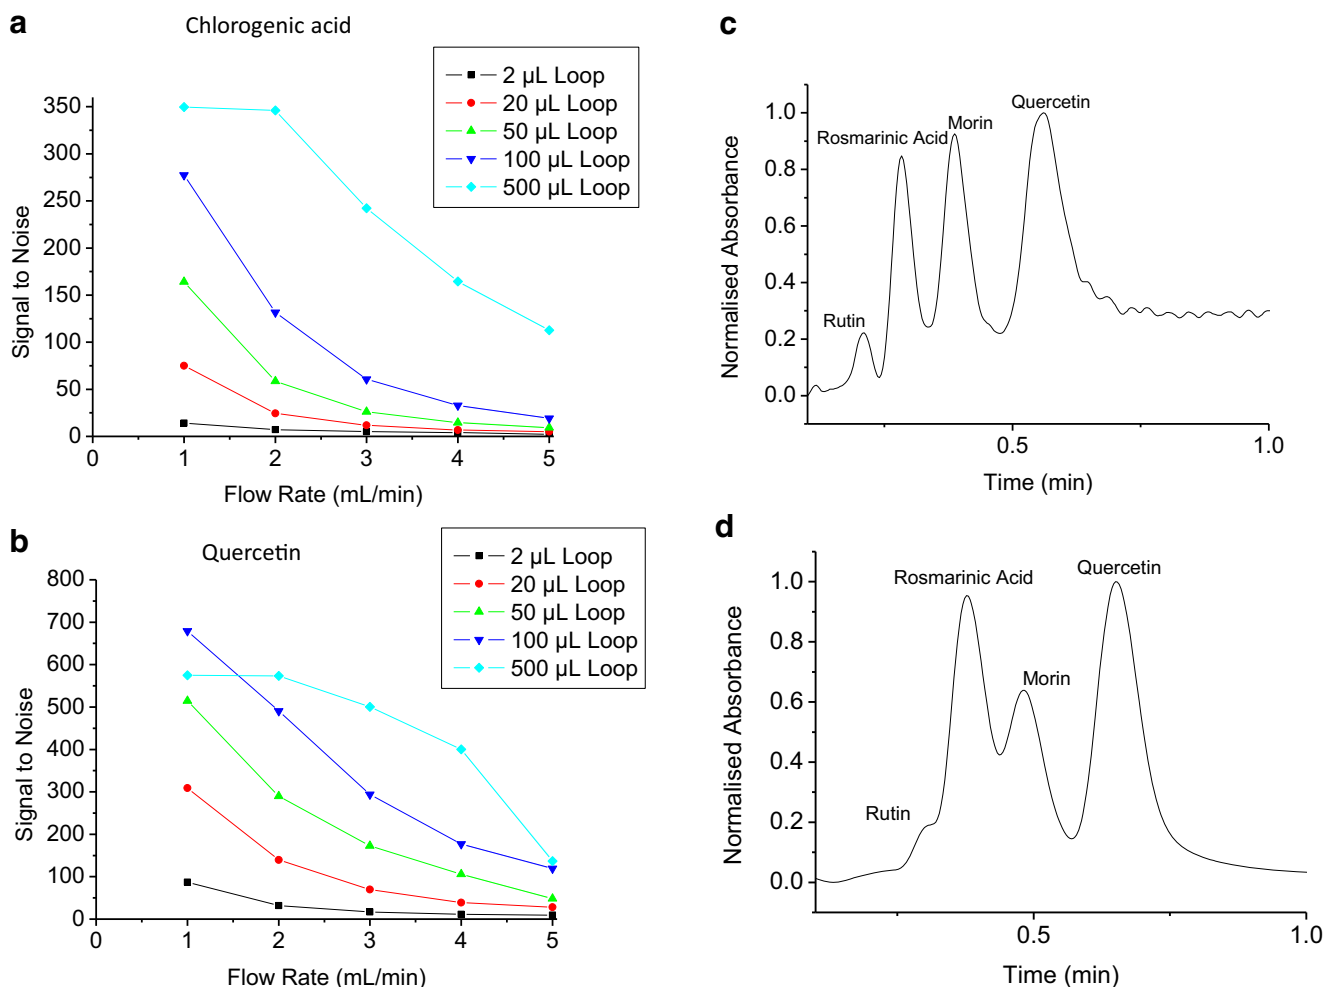 a
Chlorogenic acid
2 µL Loop
20 µL Loop
50 µL Loop
100 µL Loop
500 µL Loop
350
300
250
200
150
100
50
0
Signal to Noise
0 1 2 3 4 5
Flow Rate (mL/min)
b
Quercetin
2 µL Loop
20 µL Loop
50 µL Loop
100 µL Loop
500 µL Loop
800
700
600
500
400
300
200
100
0
Signal to Noise
0 1 2 3 4 5
Flow Rate (mL/min)
c
Quercetin
Morin
Rosmarinic Acid
Rutin
1.0
0.8
0.6
0.4
0.2
0.0
Normalised Absorbance
0.5 1.0
Time (min)
d
Quercetin
Rosmarinic Acid
Morin
Rutin
1.0
0.8
0.6
0.4
0.2
0.0
Normalised Absorbance
0.5 1.0
Time (min)